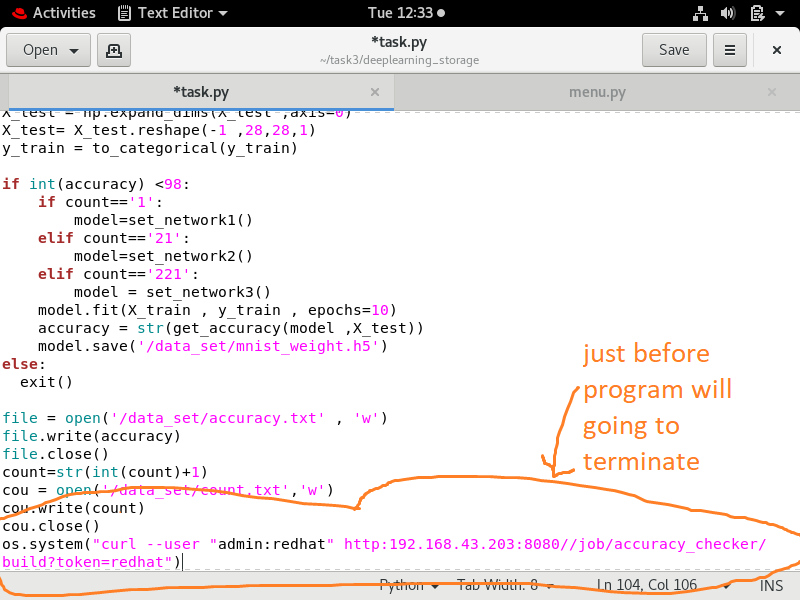 Activities Text Editor Tue 12:33
Open *task.py Save
~/task3/deeplearning_storage
*task.py menu.py
X_test = np.expand_dims(X_test ,axis=0)
X_test= X_test.reshape(-1 ,28,28,1)
y_train = to_categorical(y_train)
if int(accuracy) <98:
    if count=='1':
        model=set_network1()
    elif count=='21':
        model=set_network2()
    elif count=='221':
        model = set_network3()
    model.fit(X_train , y_train , epochs=10)
    accuracy = str(get_accuracy(model ,X_test))
    model.save('/data_set/mnist_weight.h5')
else:
  exit()
file = open('/data_set/accuracy.txt' , 'w')
file.write(accuracy)
file.close()
count=str(int(count)+1)
cou = open('/data_set/count.txt','w')
cou.write(count)
cou.close()
os.system("curl --user "admin:redhat" http:192.168.43.203:8080//job/accuracy_checker/
build?token=redhat")
just before
program will
going to
terminate
Python Tab Width: 8 Ln 104, Col 106 INS